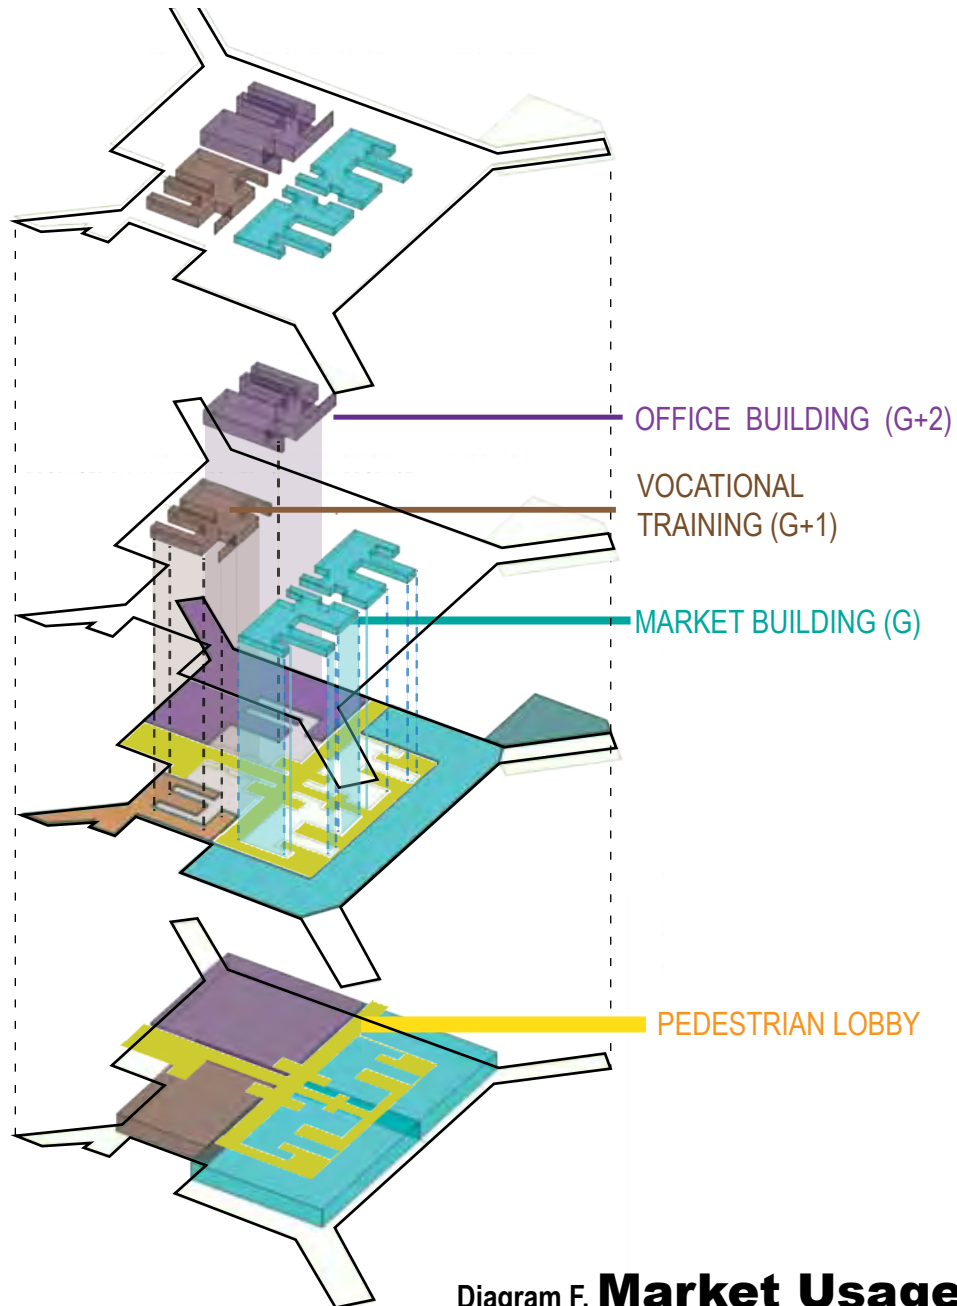 OFFICE BUILDING (G+2)
VOCATIONAL
TRAINING (G+1)
MARKET BUILDING (G)
PEDESTRIAN LOBBY
Diagram F. Market Usage